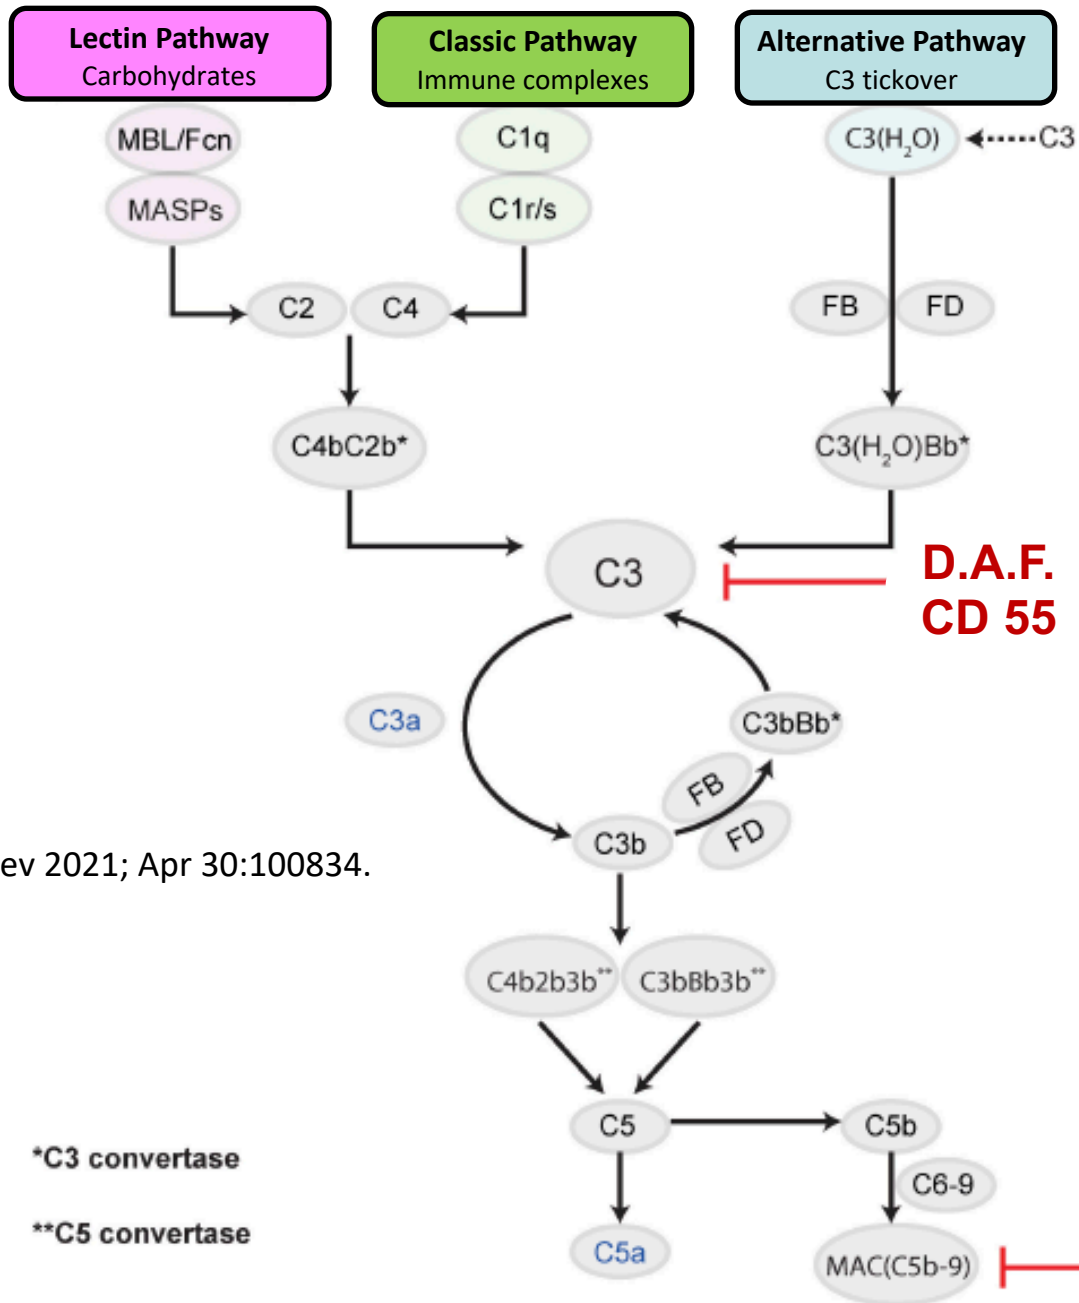 Lectin Pathway
Carbohydrates
Classic Pathway
Immune complexes
Alternative Pathway
C3 tickover
MBL/Fcn
C1q
C3(H₂O)
C3
MASPs
C1r/s
C2
C4
FB
FD
C4bC2b*
C3(H₂O)Bb*
C3
D.A.F.
CD 55
C3a
C3bBb*
FB
FD
C3b
ev 2021; Apr 30:100834.
C4b2b3b**
C3bBb3b**
C5
C5b
*C3 convertase
C6-9
**C5 convertase
C5a
MAC(C5b-9)